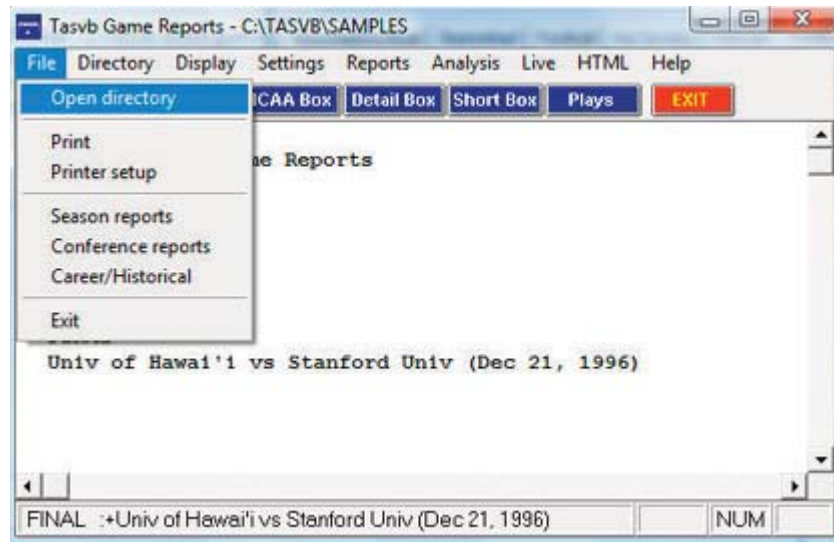 Tasvb Game Reports - C:\TASVB\SAMPLES
File Directory Display Settings Reports Analysis Live HTML Help
Open directory
Box Detail Box Short Box Plays EXIT
Print
Printer setup
Reports
Season reports
Conference reports
Career/Historical
Exit
Univ of Hawai'i vs Stanford Univ (Dec 21, 1996)
FINAL :+Univ of Hawai'i vs Stanford Univ (Dec 21, 1996) NUM